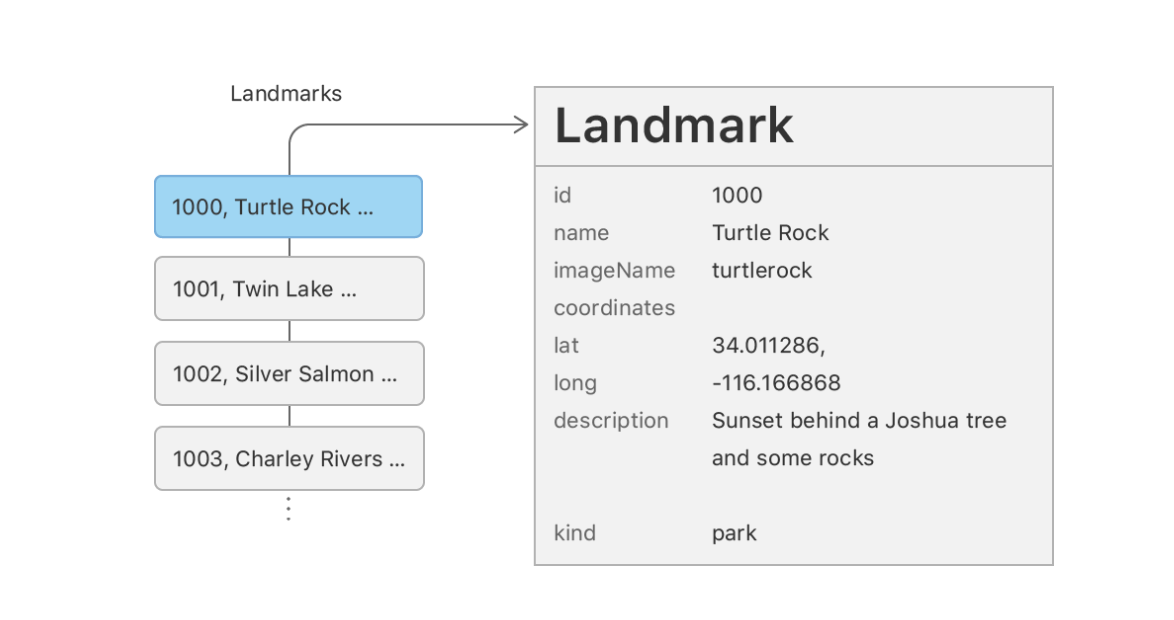 Landmarks
1000, Turtle Rock ...
1001, Twin Lake ...
1002, Silver Salmon ...
1003, Charley Rivers ...
Landmark
id 1000
name Turtle Rock
imageName turtlerock
coordinates
lat 34.011286,
long -116.166868
description Sunset behind a Joshua tree
and some rocks
kind park